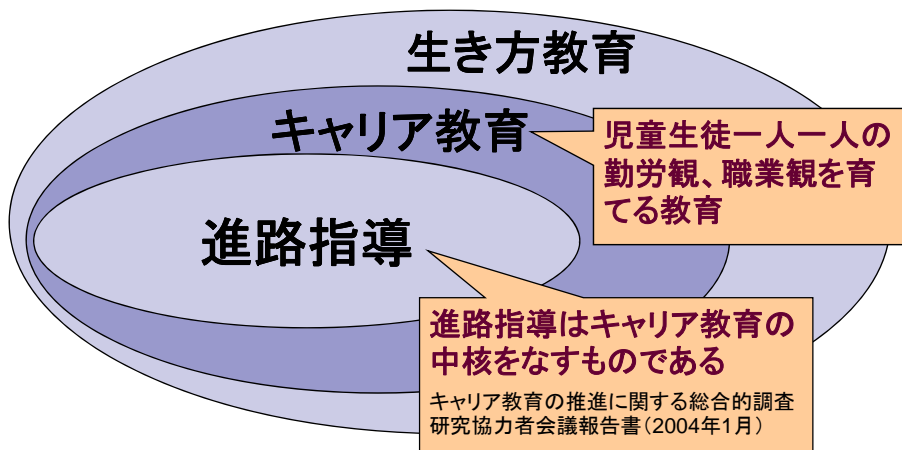 生き方教育
キャリア教育
児童生徒一人一人の
勤労観、職業観を育
てる教育
進路指導
進路指導はキャリア教育の
中核をなすものである
キャリア教育の推進に関する総合的調査
研究協力者会議報告書(2004年1月)